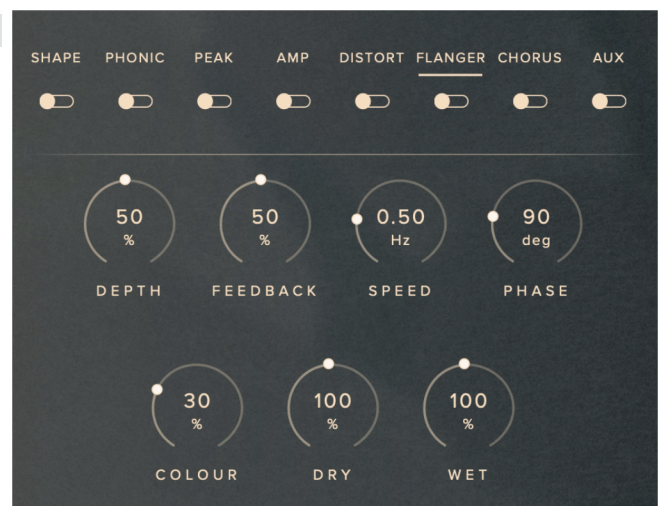 SHAPE PHONIC PEAK AMP DISTORT FLANGER CHORUS AUX
50 50 0.50 90
% % Hz deg
DEPTH FEEDBACK SPEED PHASE
30 100 100
% % %
COLOUR DRY WET